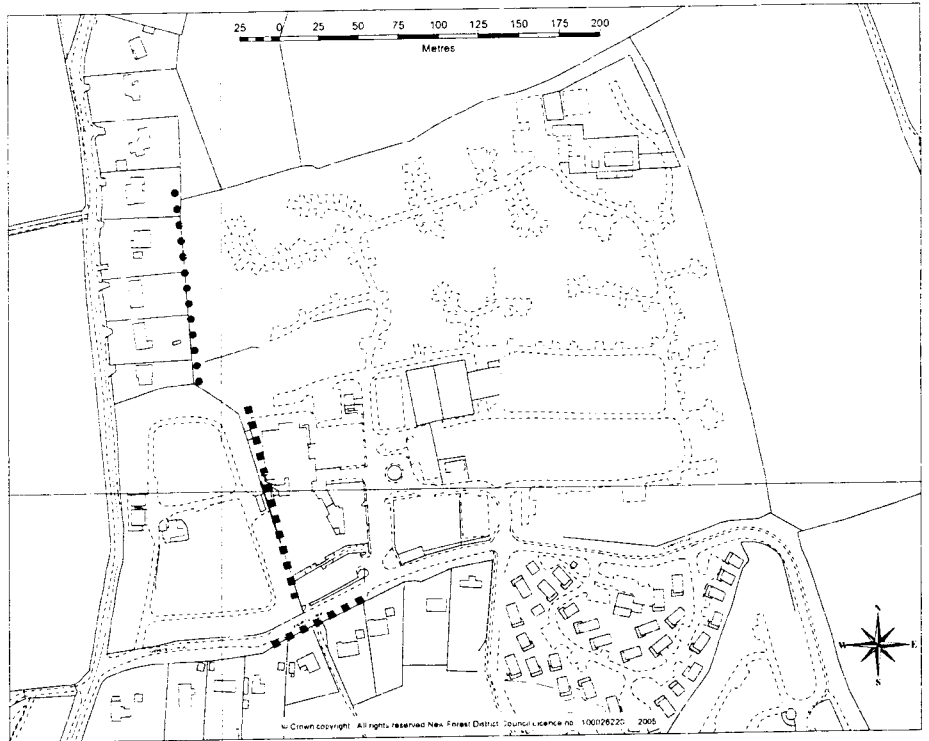 25 0 25 50 75 100 125 150 175 200
Metres
N
W E
S
© Crown copyright. All rights reserved New Forest District Council Licence no. 100026220 2005